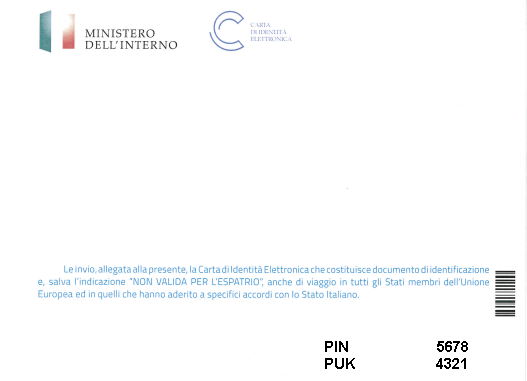 MINISTERO
DELL'INTERNO
CARTA
DI IDENTITÀ
ELETTRONICA
Le invio, allegata alla presente, la Carta di Identità Elettronica che costituisce documento di identificazione
e, salva l'indicazione "NON VALIDA PER L'ESPATRIO", anche di viaggio in tutti gli Stati membri dell'Unione
Europea ed in quelli che hanno aderito a specifici accordi con lo Stato Italiano.
PIN 5678
PUK 4321